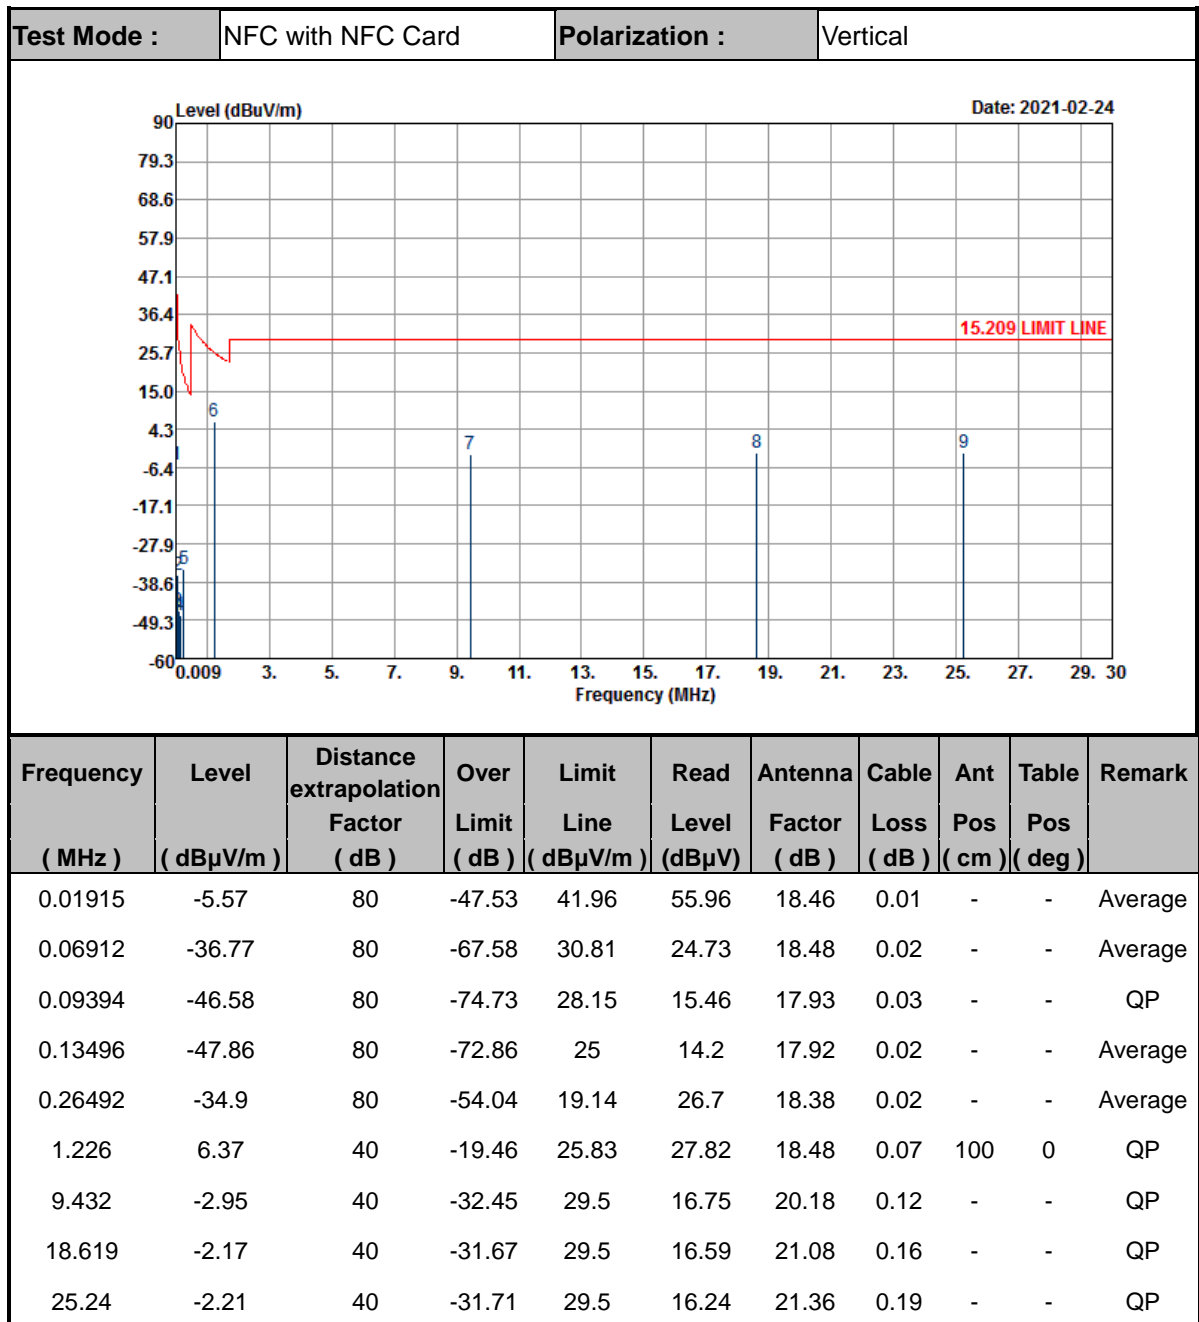 Test Mode : NFC with NFC Card Polarization : Vertical
Level (dBuV/m) Date: 2021-02-24
90
79.3
68.6
57.9
47.1
36.4
15.209 LIMIT LINE
25.7
15.0
6
4.3
7 8 9
1
-6.4
-17.1
-27.9
5
2
-38.6
4
-49.3
-60
0.009 3. 5. 7. 9. 11. 13. 15. 17. 19. 21. 23. 25. 27. 29. 30
Frequency (MHz)
Frequency Level Distance extrapolation Over Limit Read Antenna Cable Ant Table Remark
Factor Limit Line Level Factor Loss Pos Pos
( MHz ) ( dBμV/m ) ( dB ) ( dB ) ( dBμV/m ) (dBμV) ( dB ) ( dB ) ( cm ) ( deg )
0.01915 -5.57 80 -47.53 41.96 55.96 18.46 0.01 - - Average
0.06912 -36.77 80 -67.58 30.81 24.73 18.48 0.02 - - Average
0.09394 -46.58 80 -74.73 28.15 15.46 17.93 0.03 - - QP
0.13496 -47.86 80 -72.86 25 14.2 17.92 0.02 - - Average
0.26492 -34.9 80 -54.04 19.14 26.7 18.38 0.02 - - Average
1.226 6.37 40 -19.46 25.83 27.82 18.48 0.07 100 0 QP
9.432 -2.95 40 -32.45 29.5 16.75 20.18 0.12 - - QP
18.619 -2.17 40 -31.67 29.5 16.59 21.08 0.16 - - QP
25.24 -2.21 40 -31.71 29.5 16.24 21.36 0.19 - - QP